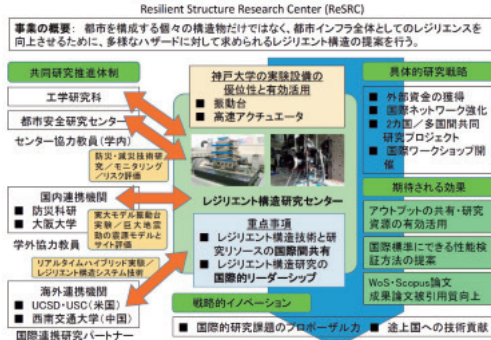 Resilient Structure Research Center (ReSRC)
事業の概要: 都市を構成する個々の構造物だけではなく、都市インフラ全体としてのレジリエンスを
向上させるために、多様なハザードに対して求められるレジリエント構造の提案を行う。
共同研究推進体制
工学研究科
都市安全研究センター
センター協力教員(学内)
防災・減災技術研
究/モニタリング
/リスク評価
国内連携機関
■ 防災科研
■ 大阪大学
実大モデル振動台
実験/巨大地震
動の震源モデルと
サイト評価
学外協力教員
リアルタイムハイブリッド実験/
レジリエント構造システム技術
海外連携機関
■ UCSD・USC(米国)
■ 西南交通大学(中国)
国際連携研究パートナー
神戸大学の実験設備の
優位性と有効活用
■ 振動台
■ 高速アクチュエータ
レジリエント構造研究センター
重点事項
■ レジリエント構造技術と研
究リソースの国際間共有
■ レジリエント構造研究の
国際的リーダーシップ
戦略的イノベーション
■ 国際的研究課題のプロポーザル力 ■ 途上国への技術貢献
具体的研究戦略
■ 外部資金の獲得
■ 国際ネットワーク強化
■ 2カ国/多国間共同
研究プロジェクト
■ 国際ワークショップ開
催
期待される効果
アウトプットの共有・研究
資源の有効活用
国際標準にできる性能検
証方法の提案
WoS・Scopus論文
成果論文被引用質向上